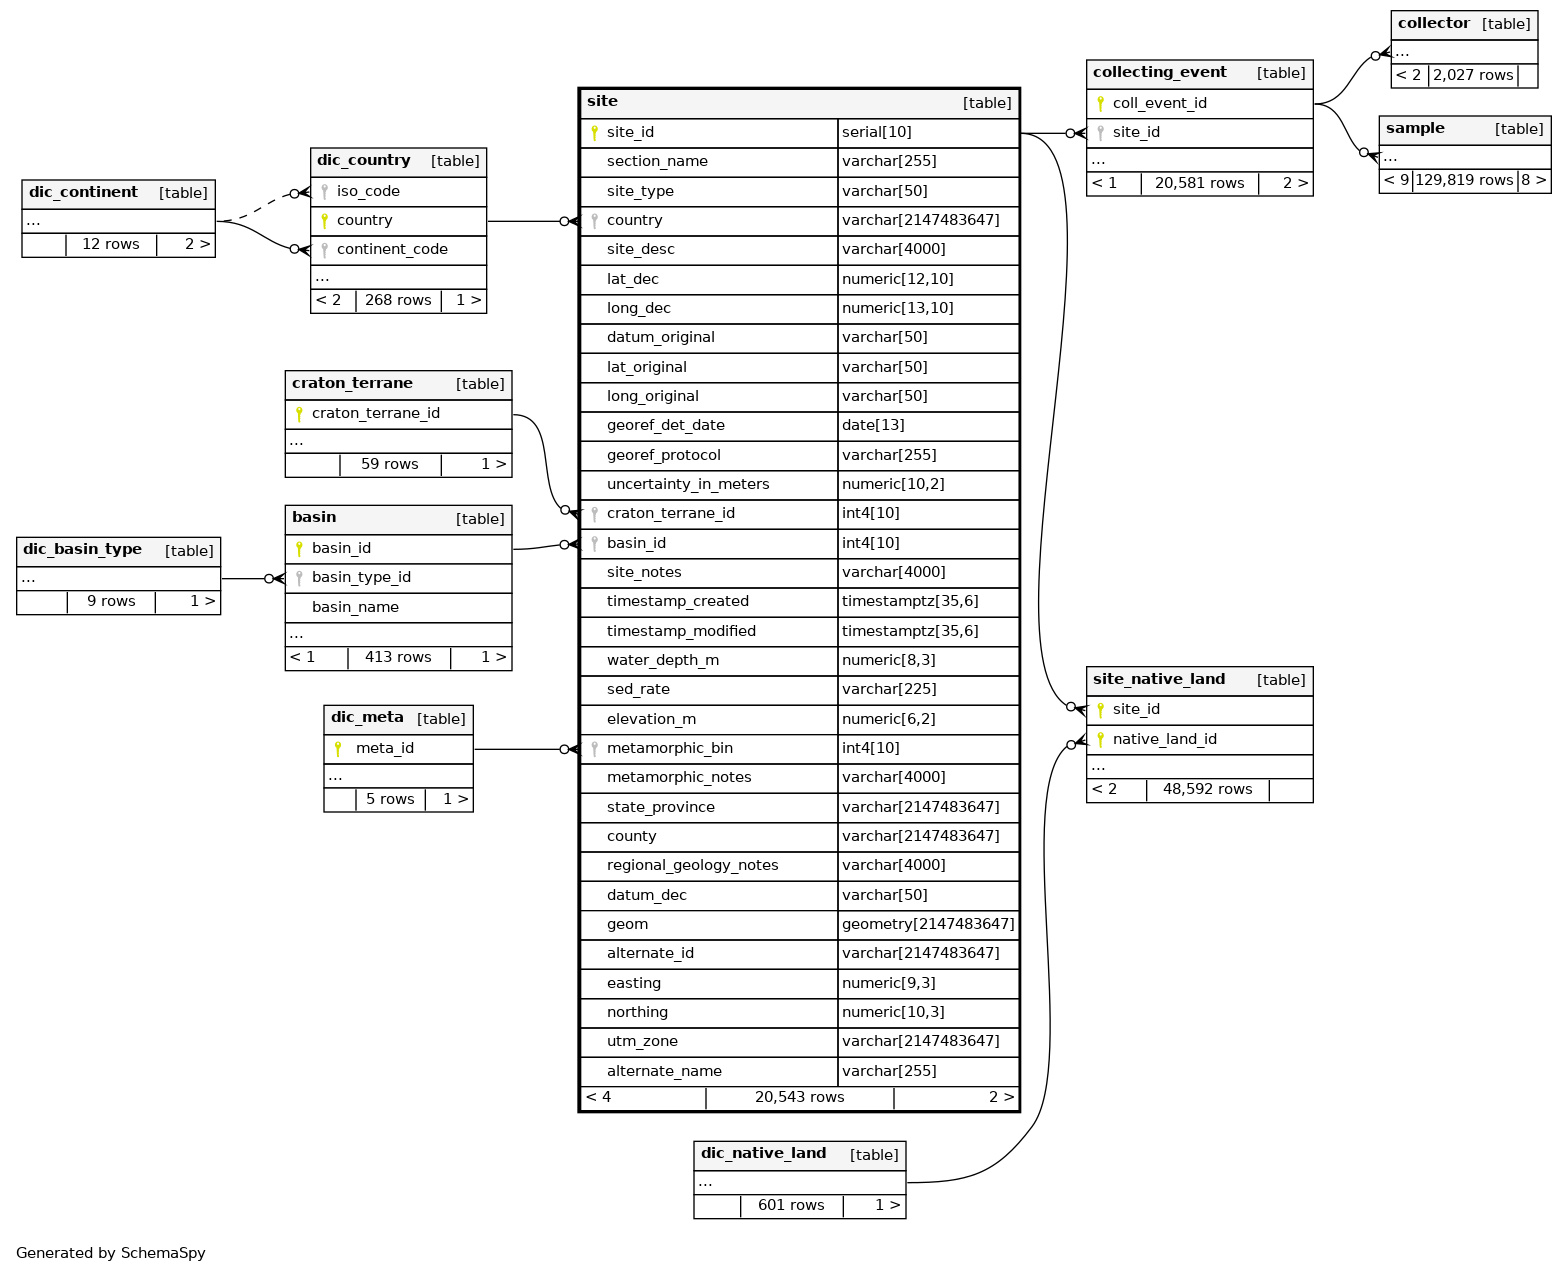 collector [table]
...
< 2 2,027 rows
collecting_event [table]
coll_event_id
site_id
...
< 1 20,581 rows 2 >
sample [table]
...
< 9 129,819 rows 8 >
site [table]
site_id serial[10]
section_name varchar[255]
site_type varchar[50]
country varchar[2147483647]
site_desc varchar[4000]
lat_dec numeric[12,10]
long_dec numeric[13,10]
datum_original varchar[50]
lat_original varchar[50]
long_original varchar[50]
georef_det_date date[13]
georef_protocol varchar[255]
uncertainty_in_meters numeric[10,2]
craton_terrane_id int4[10]
basin_id int4[10]
site_notes varchar[4000]
timestamp_created timestamptz[35,6]
timestamp_modified timestamptz[35,6]
water_depth_m numeric[8,3]
sed_rate varchar[225]
elevation_m numeric[6,2]
metamorphic_bin int4[10]
metamorphic_notes varchar[4000]
state_province varchar[2147483647]
county varchar[2147483647]
regional_geology_notes varchar[4000]
datum_dec varchar[50]
geom geometry[2147483647]
alternate_id varchar[2147483647]
easting numeric[9,3]
northing numeric[10,3]
utm_zone varchar[2147483647]
alternate_name varchar[255]
< 4 20,543 rows 2 >
dic_country [table]
iso_code
country
continent_code
...
< 2 268 rows 1 >
dic_continent [table]
...
12 rows 2 >
craton_terrane [table]
craton_terrane_id
...
59 rows 1 >
basin [table]
basin_id
basin_type_id
basin_name
...
< 1 413 rows 1 >
dic_basin_type [table]
...
9 rows 1 >
dic_meta [table]
meta_id
...
5 rows 1 >
site_native_land [table]
site_id
native_land_id
...
< 2 48,592 rows
dic_native_land [table]
...
601 rows 1 >
Generated by SchemaSpy